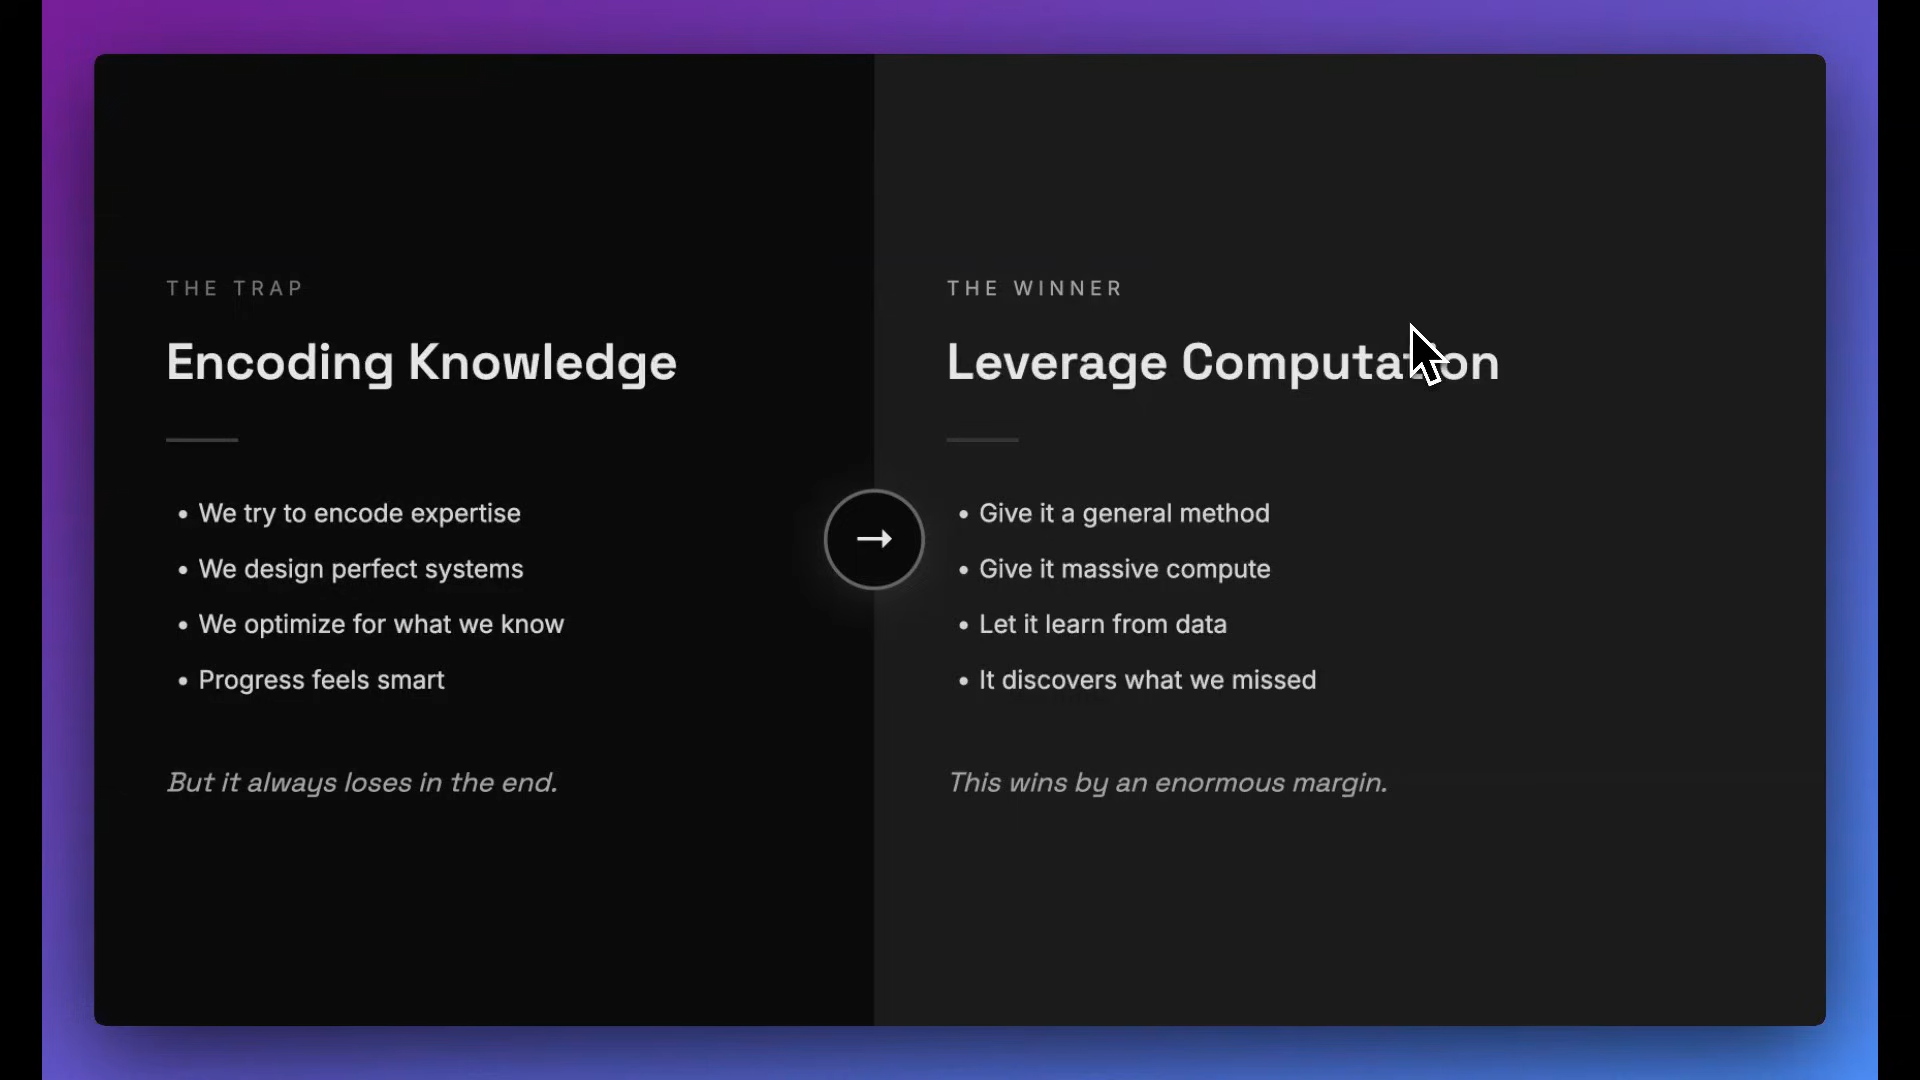 THE TRAP
Encoding Knowledge
• We try to encode expertise
• We design perfect systems
• We optimize for what we know
• Progress feels smart
But it always loses in the end.
→
THE WINNER
Leverage Computation
• Give it a general method
• Give it massive compute
• Let it learn from data
• It discovers what we missed
This wins by an enormous margin.